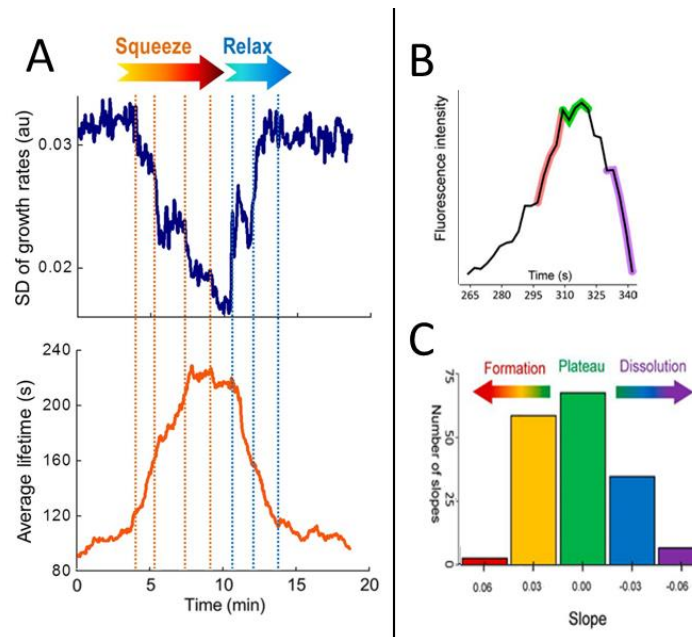 A
Squeeze
Relax
SD of growth rates (au)
0.03
0.02
Average lifetime (s)
240
200
160
120
80
0
5
10
15
20
Time (min)
B
Fluorescence intensity
Time (s)
265
280
295
310
325
340
C
Formation
Plateau
Dissolution
Number of slopes
75
50
25
0
0.06
0.03
0.00
-0.03
-0.06
Slope